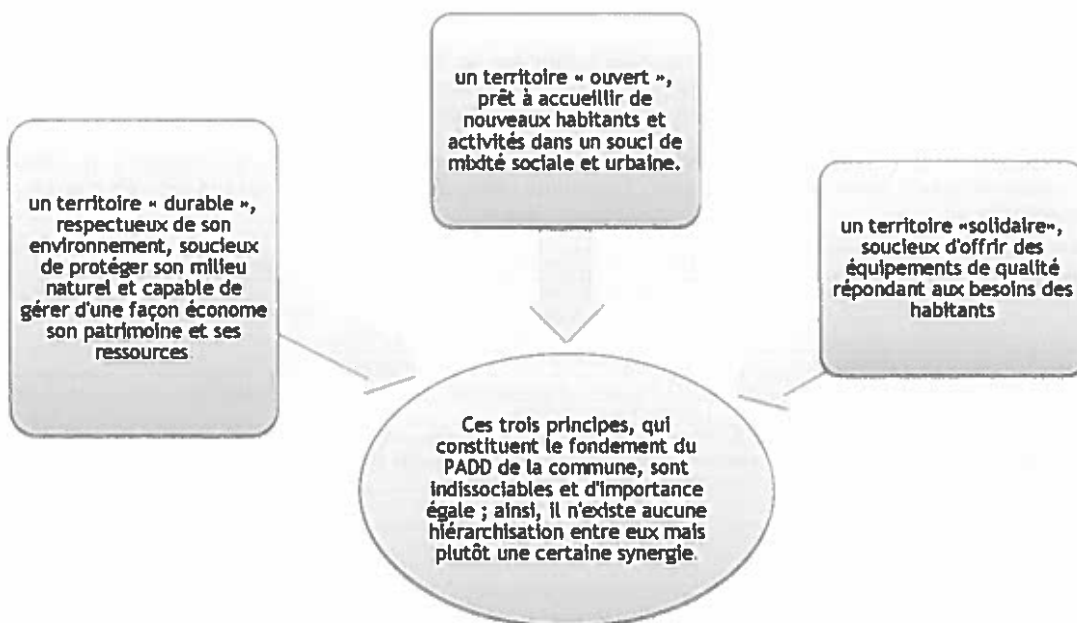 un territoire « durable »,
respectueux de son
environnement, soucieux
de protéger son milieu
naturel et capable de
gérer d'une façon économe
son patrimoine et ses
ressources.
un territoire « ouvert »,
prêt à accueillir de
nouveaux habitants et
activités dans un souci de
mixité sociale et urbaine.
un territoire «solidaire»,
soucieux d'offrir des
équipements de qualité
répondant aux besoins des
habitants
Ces trois principes, qui
constituent le fondement du
PADD de la commune, sont
indissociables et d'importance
égale ; ainsi, il n'existe aucune
hiérarchisation entre eux mais
plutôt une certaine synergie.